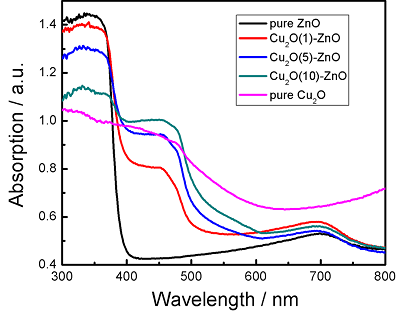 1.4
1.2
1.0
0.8
0.6
0.4
Absorption / a.u.
pure ZnO
Cu₂O(1)-ZnO
Cu₂O(5)-ZnO
Cu₂O(10)-ZnO
pure Cu₂O
300 400 500 600 700 800
Wavelength / nm